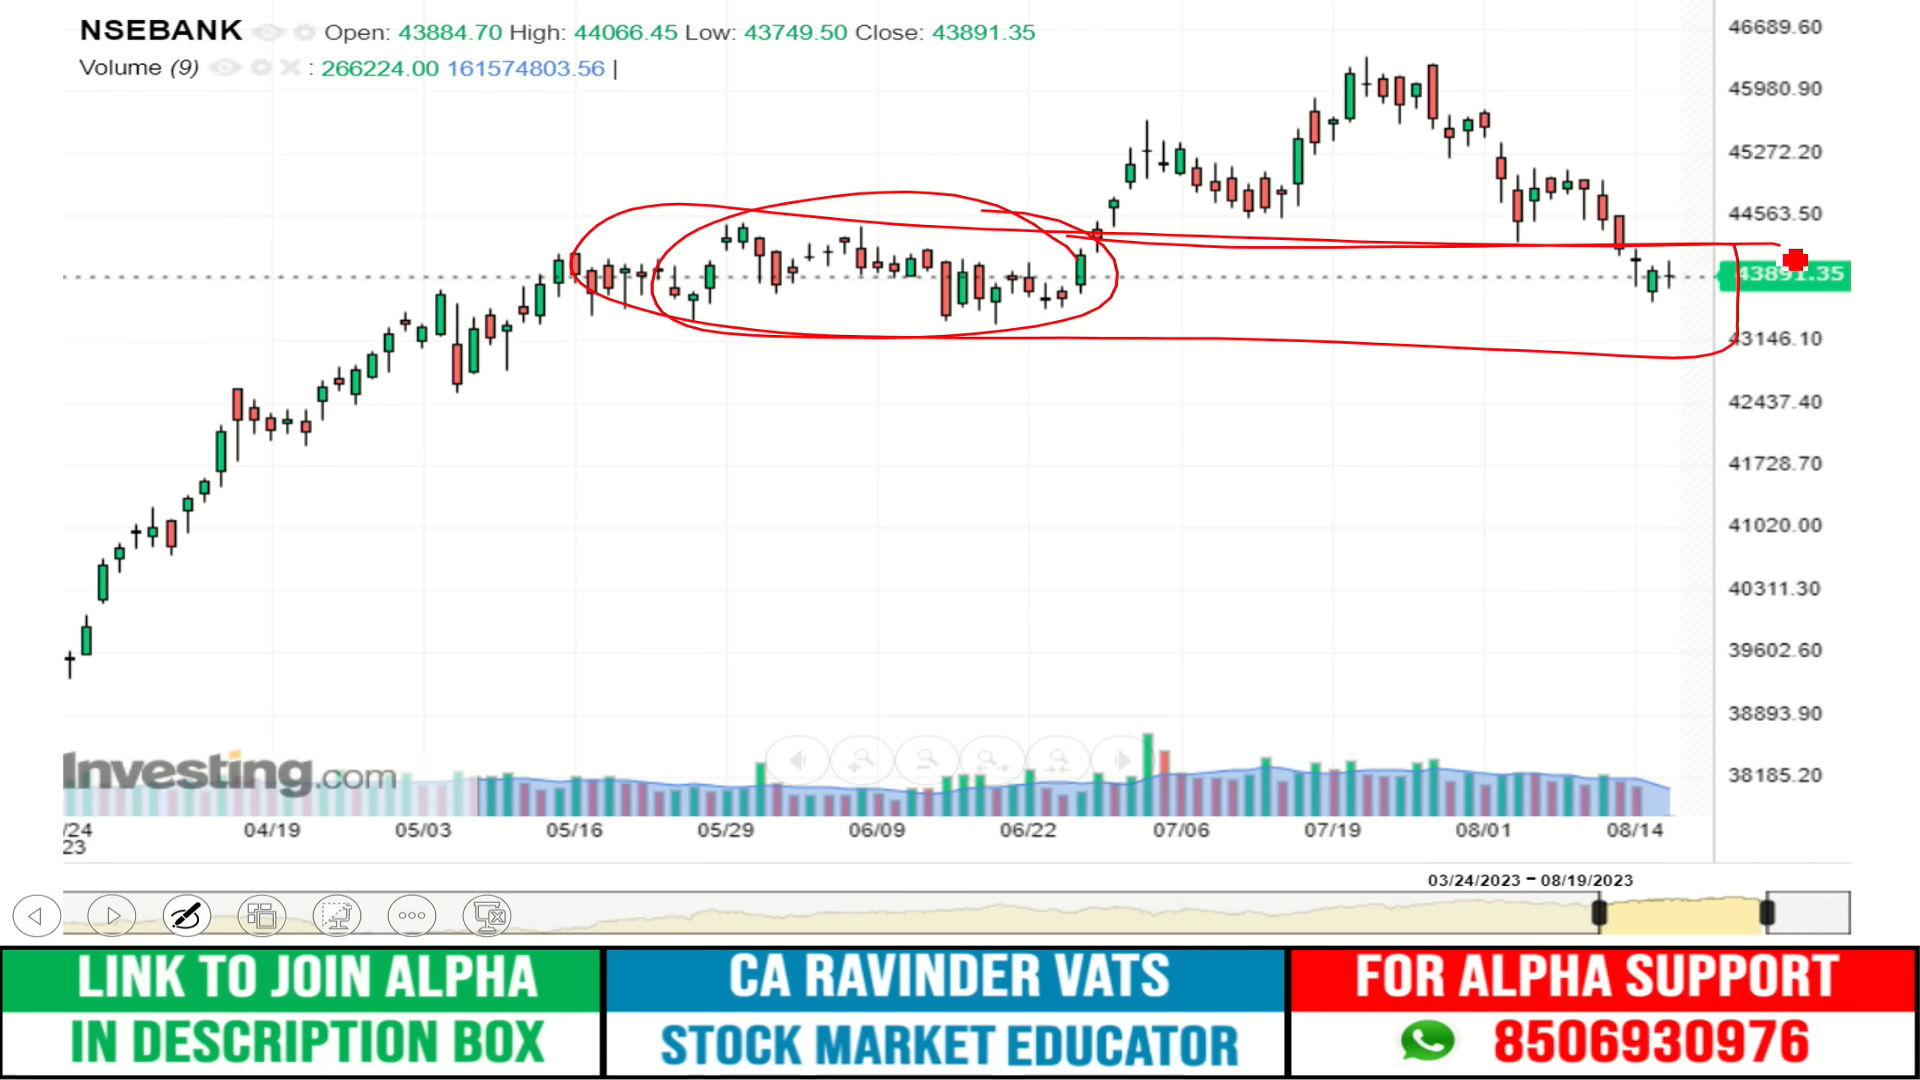 NSEBANK Open: 43884.70 High: 44066.45 Low: 43749.50 Close: 43891.35
Volume (9) : 266224.00 161574803.56 |
46689.60
45980.90
45272.20
44563.50
43891.35
43146.10
42437.40
41728.70
41020.00
40311.30
39602.60
38893.90
38185.20
Investing.com
/24 04/19 05/03 05/16 05/29 06/09 06/22 07/06 07/19 08/01 08/14
23
03/24/2023 - 08/19/2023
LINK TO JOIN ALPHA
IN DESCRIPTION BOX
CA RAVINDER VATS
STOCK MARKET EDUCATOR
FOR ALPHA SUPPORT
8506930976